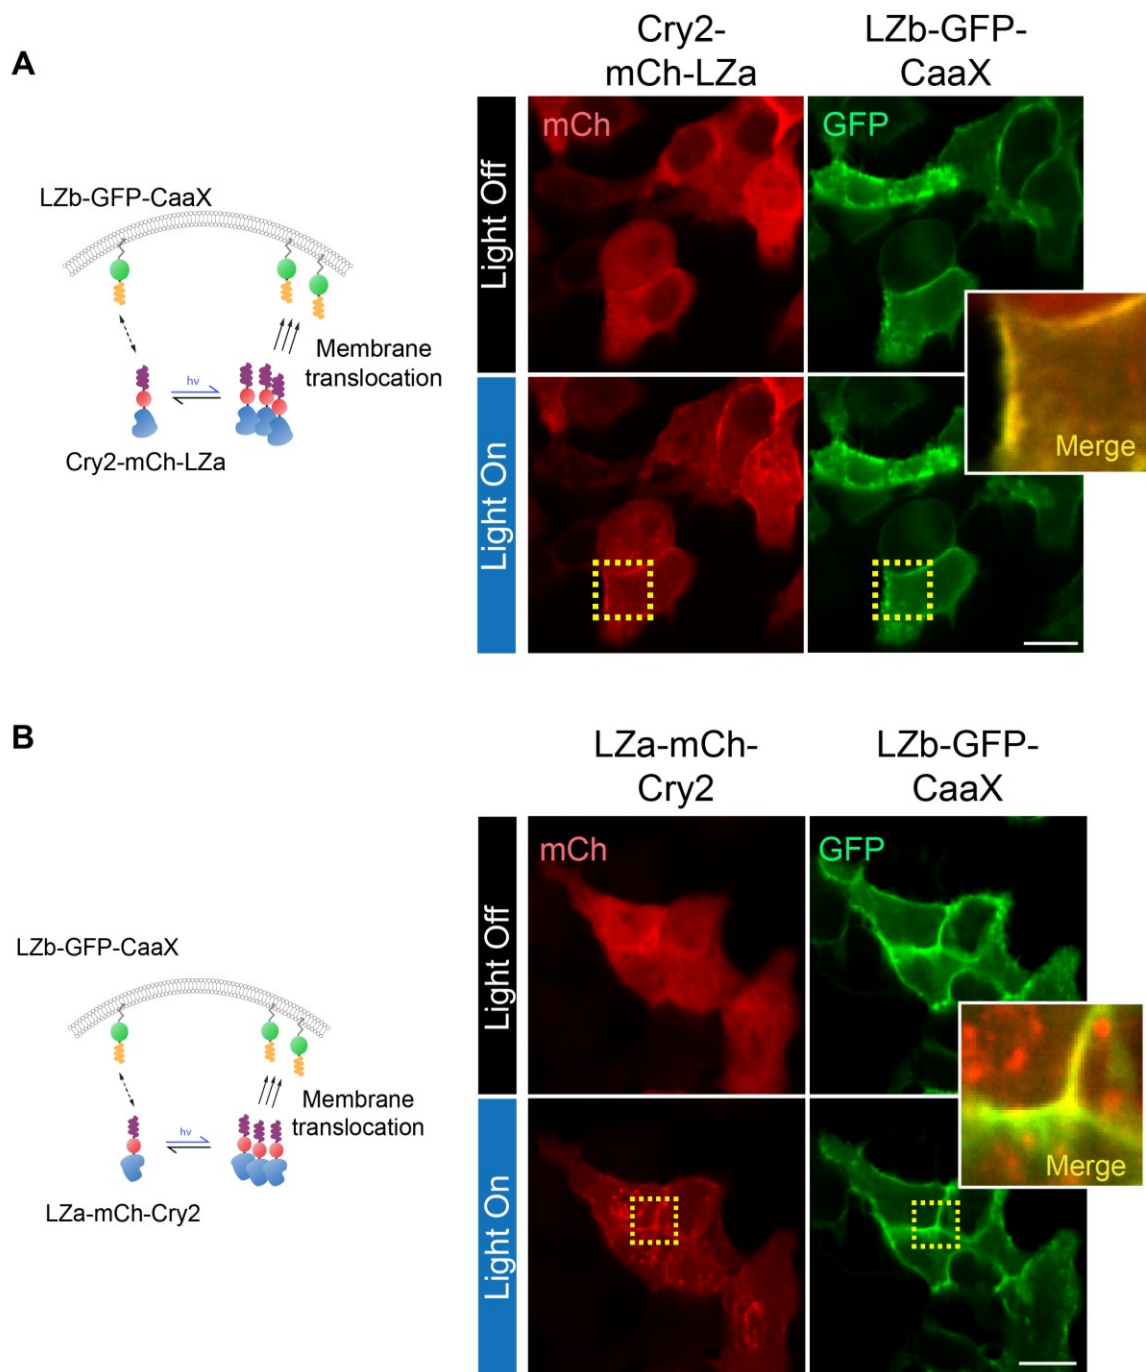 A
Cry2-
mCh-LZa
LZb-GFP-
CaaX
LZb-GFP-CaaX
hν
Membrane
translocation
Cry2-mCh-LZa
Light Off
mCh
GFP
Light On
Merge
B
LZa-mCh-
Cry2
LZb-GFP-
CaaX
LZb-GFP-CaaX
hν
Membrane
translocation
LZa-mCh-Cry2
Light Off
mCh
GFP
Light On
Merge